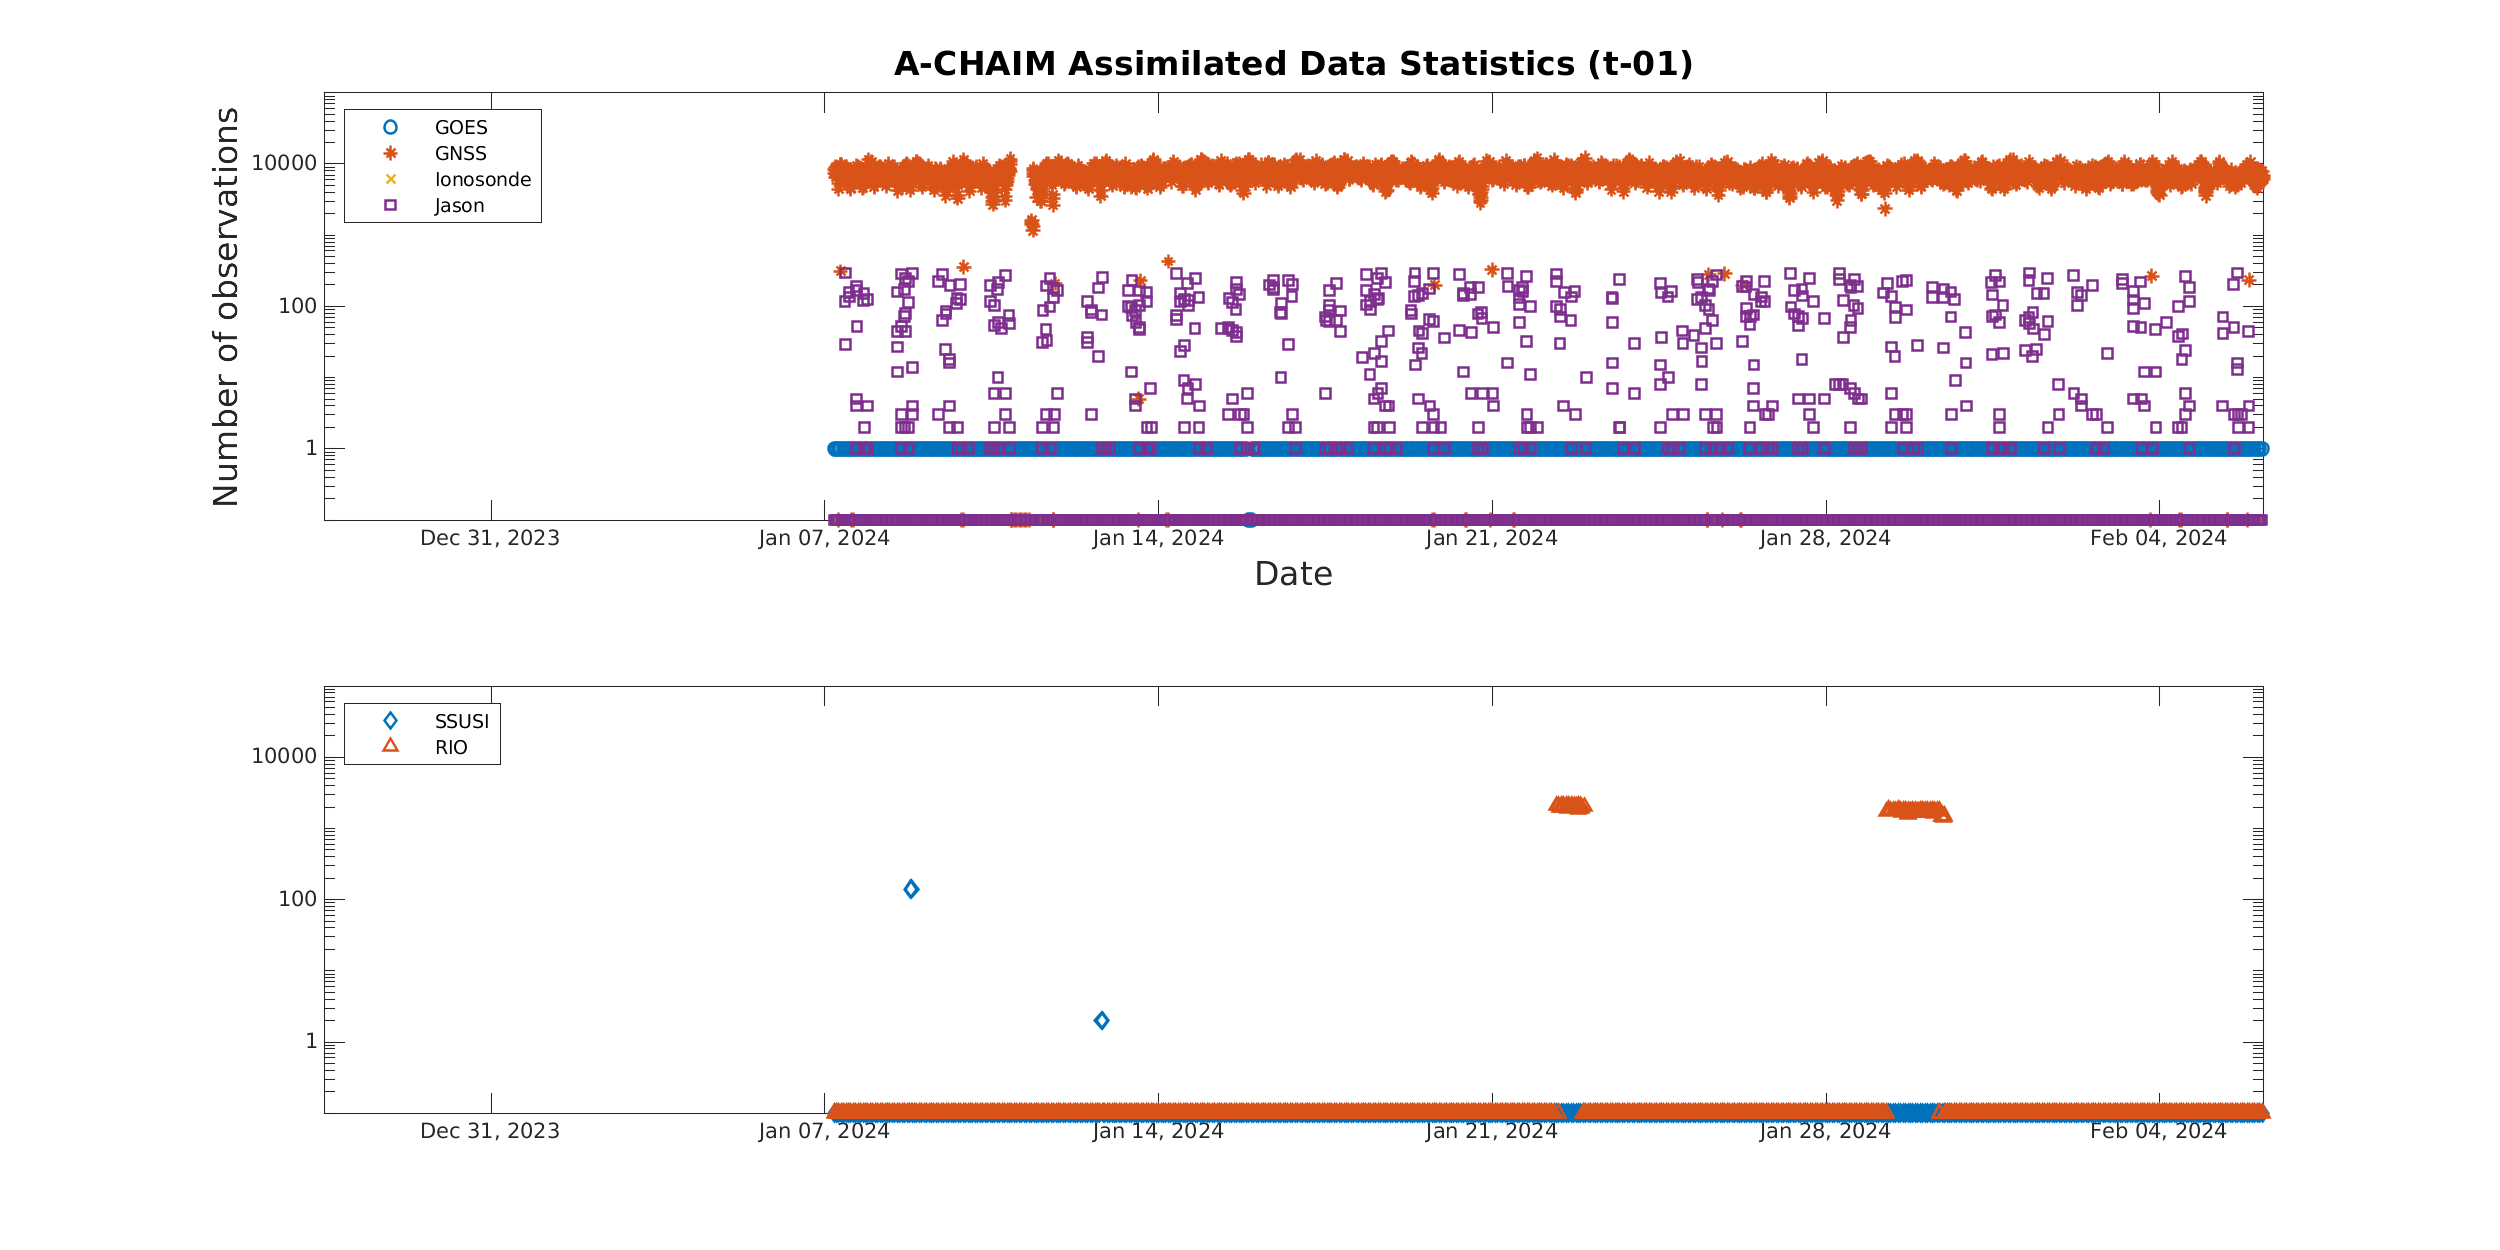 A-CHAIM Assimilated Data Statistics (t-01)
Number of observations
10000
100
1
GOES
GNSS
Ionosonde
Jason
Dec 31, 2023
Jan 07, 2024
Jan 14, 2024
Jan 21, 2024
Jan 28, 2024
Feb 04, 2024
Date
10000
100
1
SSUSI
RIO
Dec 31, 2023
Jan 07, 2024
Jan 14, 2024
Jan 21, 2024
Jan 28, 2024
Feb 04, 2024